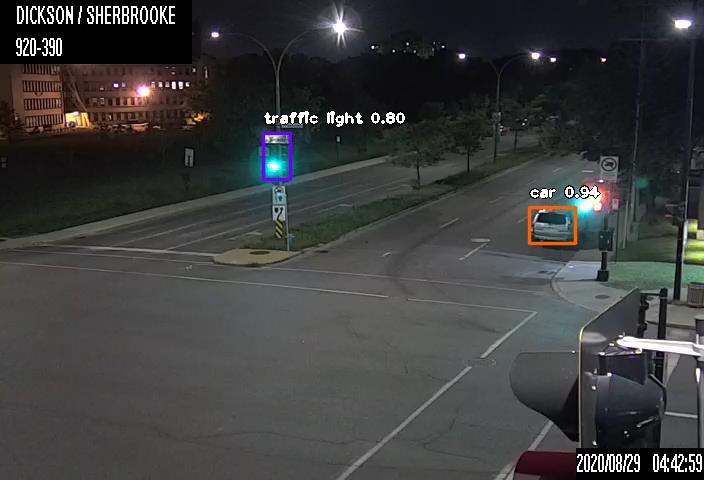 DICKSON / SHERBROOKE
920-390
traffic light 0.80
car 0.94
2020/08/29 04:42:59